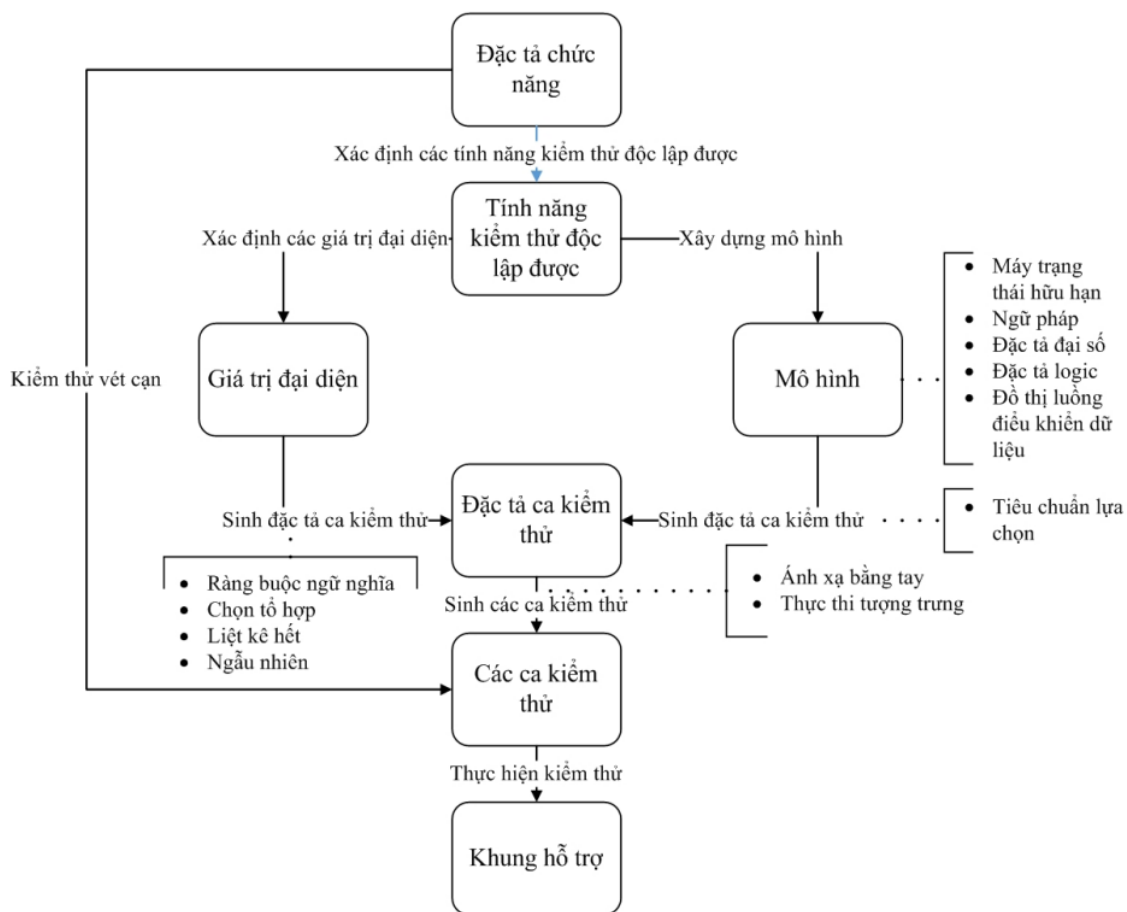 Đặc tả chức
năng
Xác định các tính năng kiểm thử độc lập được
Tính năng
kiểm thử độc
lập được
Xác định các giá trị đại diện
Xây dựng mô hình
• Máy trạng
thái hữu hạn
• Ngữ pháp
• Đặc tả đại số
• Đặc tả logic
• Đồ thị luồng
điều khiển dữ
liệu
Kiểm thử vét cạn
Giá trị đại diện
Mô hình
Sinh đặc tả ca kiểm thử
Đặc tả ca kiểm
thử
Sinh đặc tả ca kiểm thử
• Tiêu chuẩn lựa
chọn
• Ràng buộc ngữ nghĩa
• Chọn tổ hợp
• Liệt kê hết
• Ngẫu nhiên
Sinh các ca kiểm thử
• Ánh xạ bằng tay
• Thực thi tượng trưng
Các ca kiểm
thử
Thực hiện kiểm thử
Khung hỗ trợ